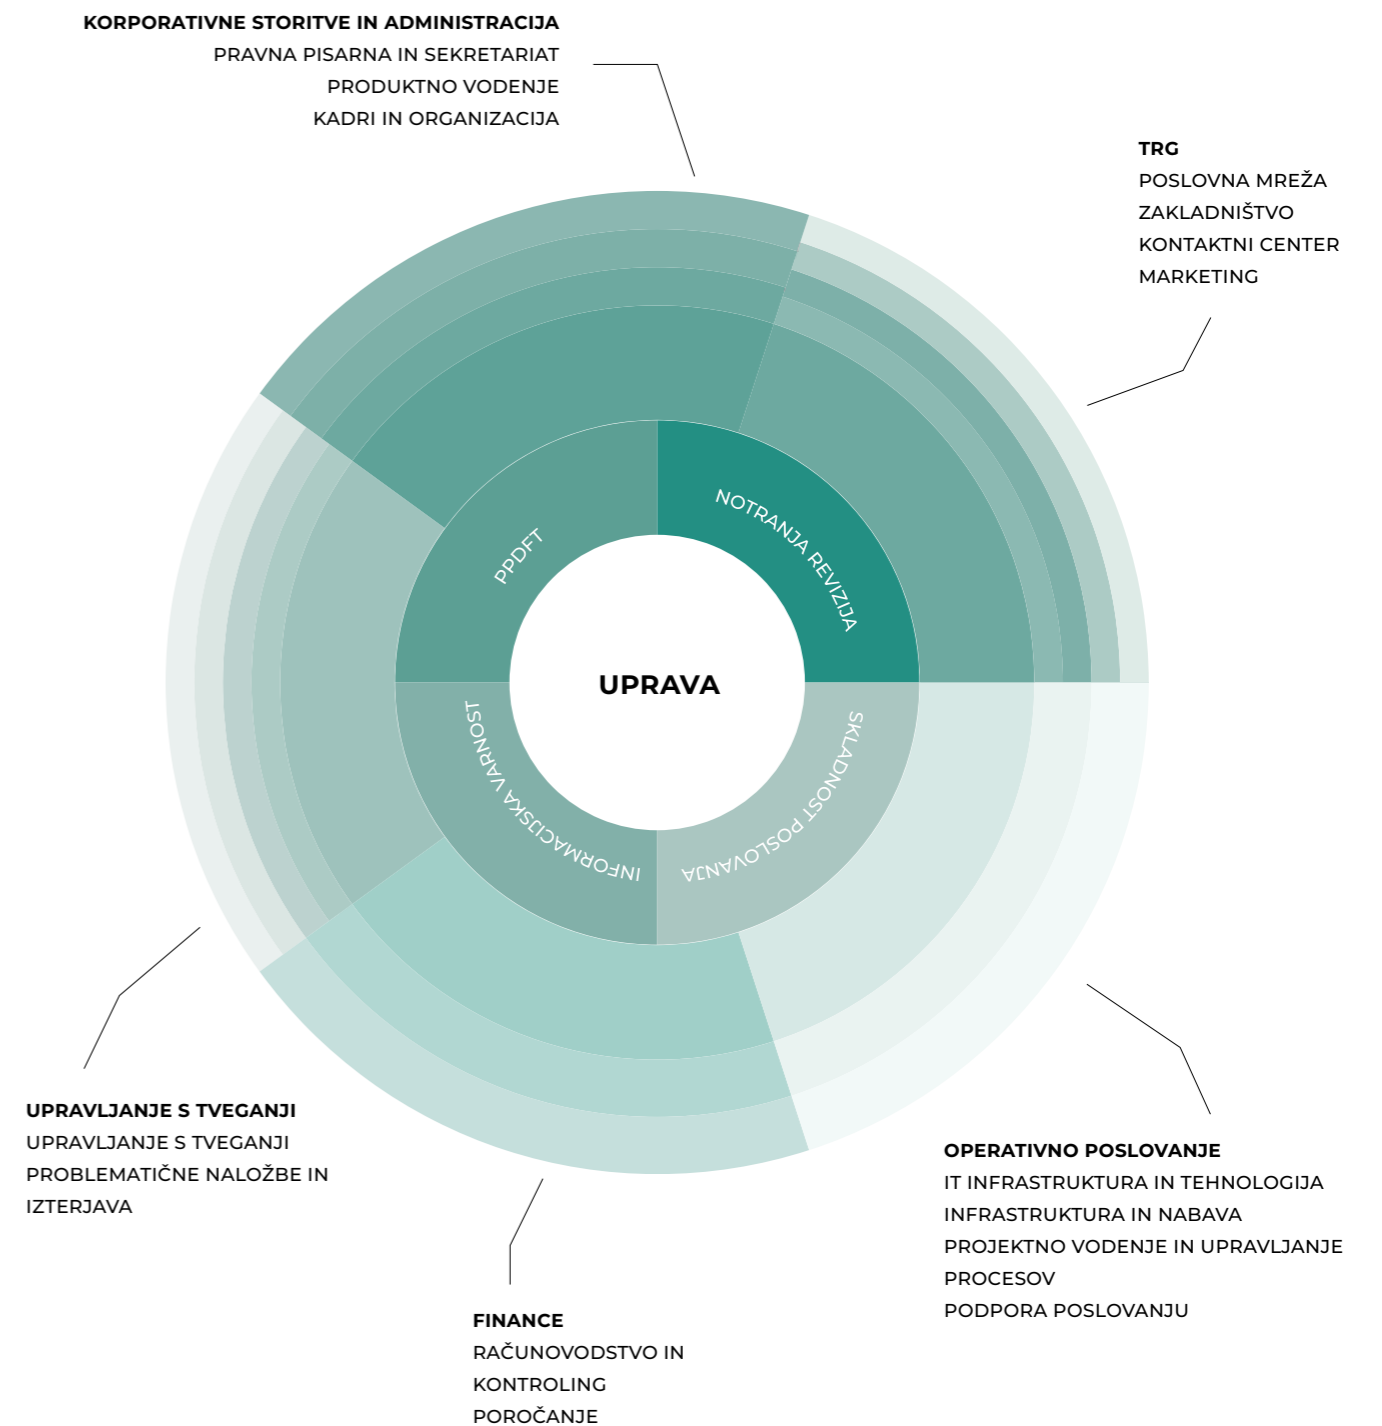 KORPORATIVNE STORITVE IN ADMINISTRACIJA
PRAVNA PISARNA IN SEKRETARIAT
PRODUKTNO VODENJE
KADRI IN ORGANIZACIJA
TRG
POSLOVNA MREŽA
ZAKLADNIŠTVO
KONTAKTNI CENTER
MARKETING
PPDFT
NOTRANJA REVIZIJA
UPRAVA
INFORMACIJSKA VARNOST
SKLADNOST POSLOVANJA
UPRAVLJANJE S TVEGANJI
UPRAVLJANJE S TVEGANJI
PROBLEMATIČNE NALOŽBE IN
IZTERJAVA
OPERATIVNO POSLOVANJE
IT INFRASTRUKTURA IN TEHNOLOGIJA
INFRASTRUKTURA IN NABAVA
PROJEKTNO VODENJE IN UPRAVLJANJE
PROCESOV
PODPORA POSLOVANJU
FINANCE
RAČUNOVODSTVO IN
KONTROLING
POROČANJE